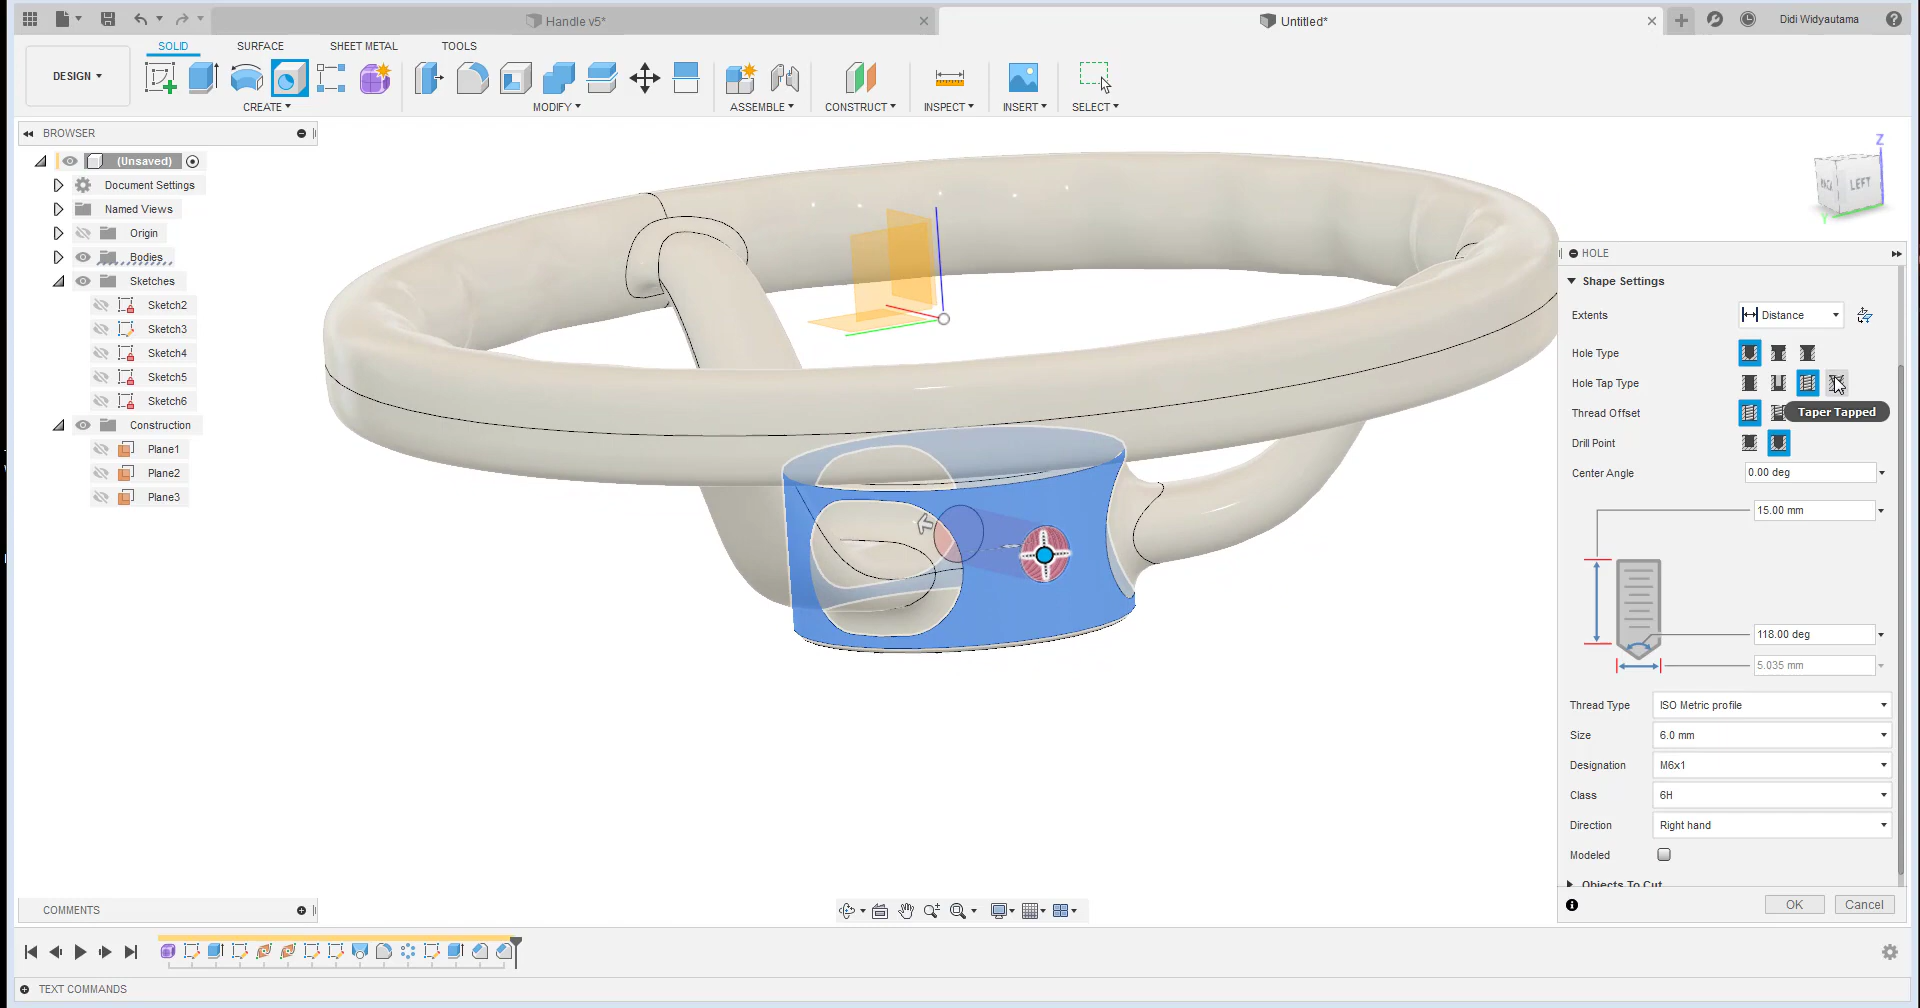 Handle v5*
Untitled*
Didi Widyautama
SOLID
SURFACE
SHEET METAL
TOOLS
DESIGN
CREATE
MODIFY
ASSEMBLE
CONSTRUCT
INSPECT
INSERT
SELECT
BROWSER
(Unsaved)
Document Settings
Named Views
Origin
Bodies
Sketches
Sketch2
Sketch3
Sketch4
Sketch5
Sketch6
Construction
Plane1
Plane2
Plane3
Z
LEFT
Y
HOLE
Shape Settings
Extents
Distance
Hole Type
Hole Tap Type
Thread Offset
Taper Tapped
Drill Point
Center Angle
0.00 deg
15.00 mm
118.00 deg
5.035 mm
Thread Type
ISO Metric profile
Size
6.0 mm
Designation
M6x1
Class
6H
Direction
Right hand
Modeled
Objects To Cut
OK
Cancel
COMMENTS
TEXT COMMANDS